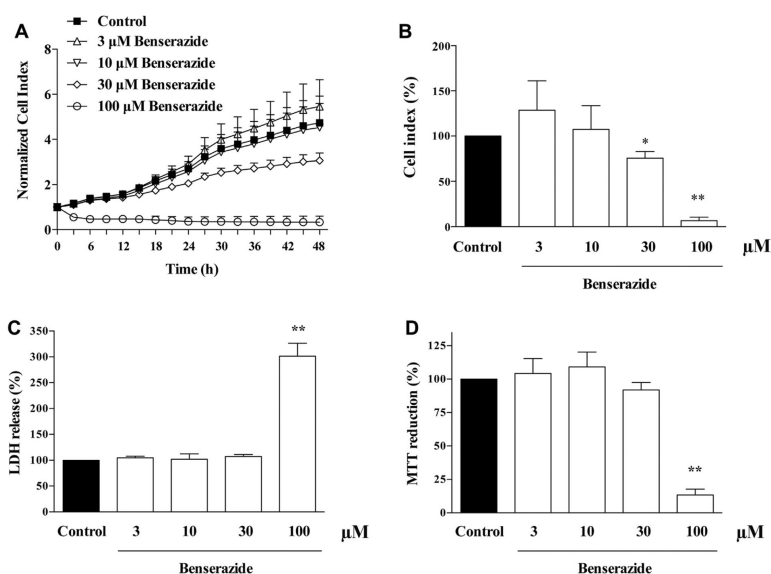 A
Control
3 µM Benserazide
10 µM Benserazide
30 µM Benserazide
100 µM Benserazide
Normalized Cell Index
8
6
4
2
0
0 6 12 18 24 30 36 42 48
Time (h)
B
Cell index (%)
200
150
100
50
0
*
**
Control 3 10 30 100 µM
Benserazide
C
LDH release (%)
350
300
250
200
150
100
50
0
**
Control 3 10 30 100 µM
Benserazide
D
MTT reduction (%)
125
100
75
50
25
0
**
Control 3 10 30 100 µM
Benserazide